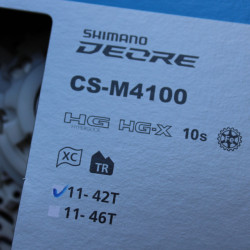 SHIMANO
DEORE
CS-M4100
HG HG-X 10s
XC TR
11- 42T
11- 46T